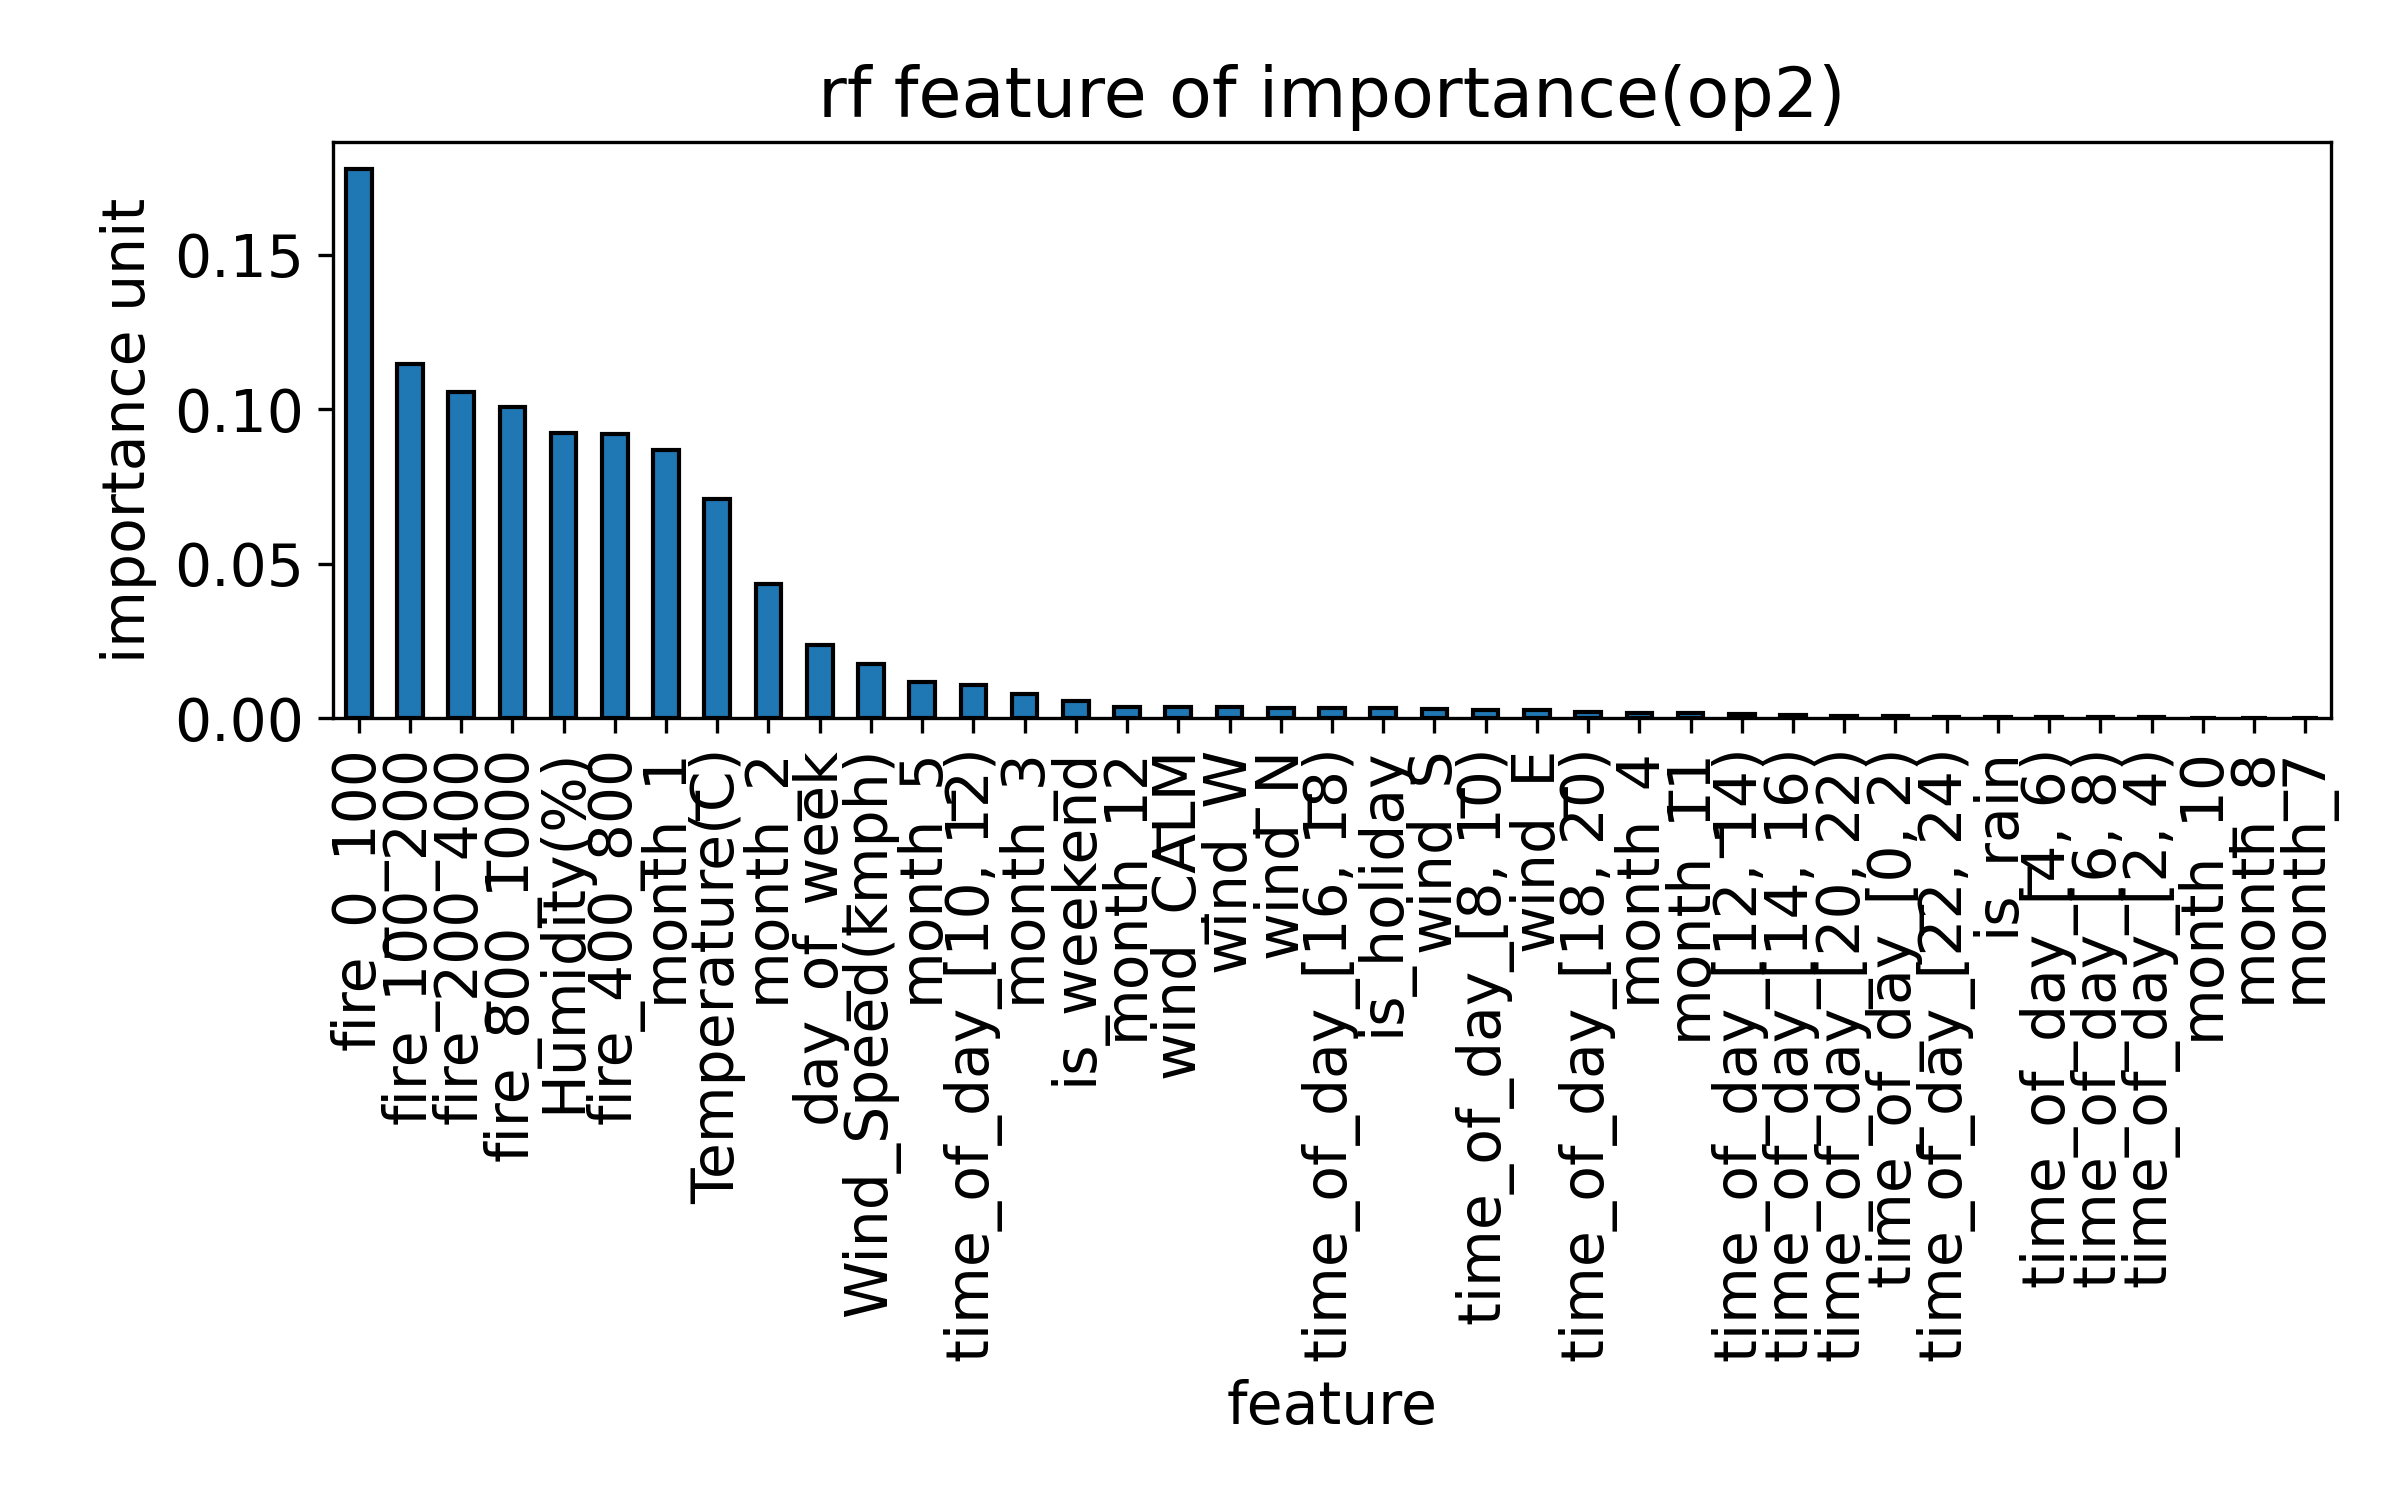 rf feature of importance(op2)
importance unit
0.15
0.10
0.05
0.00
fire_0_100
fire_100_200
fire_200_400
fire_800_1000
Humidity(%)
fire_400_800
month_1
Temperature(C)
month_2
day_of_week
Wind_Speed(kmph)
month_5
time_of_day_[10,12)
month_3
is_weekend
month_12
wind_CALM
wind_W
wind_N
time_of_day_[16,18)
is_holiday
wind_S
time_of_day_[8,10)
wind_E
time_of_day_[18,20)
month_4
month_11
time_of_day_[12,14)
time_of_day_[14,16)
time_of_day_[20,22)
time_of_day_[0,2)
time_of_day_[22,24)
is_rain
time_of_day_[4,6)
time_of_day_[6,8)
time_of_day_[2,4)
month_10
month_8
month_7
feature